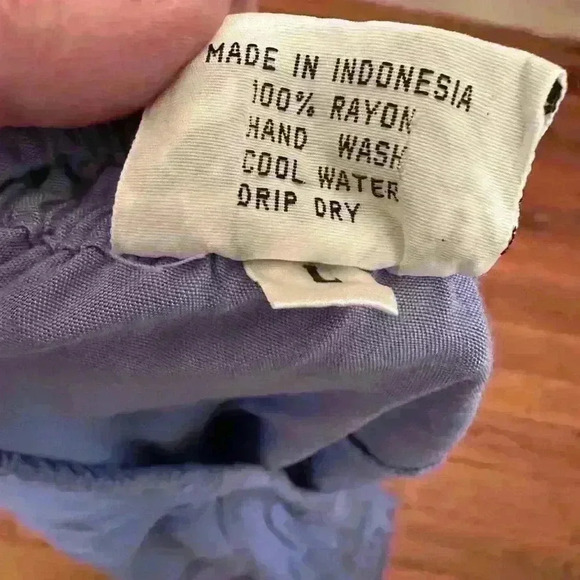 MADE IN INDONESIA
100% RAYON
HAND WASH
COOL WATER
DRIP DRY
L